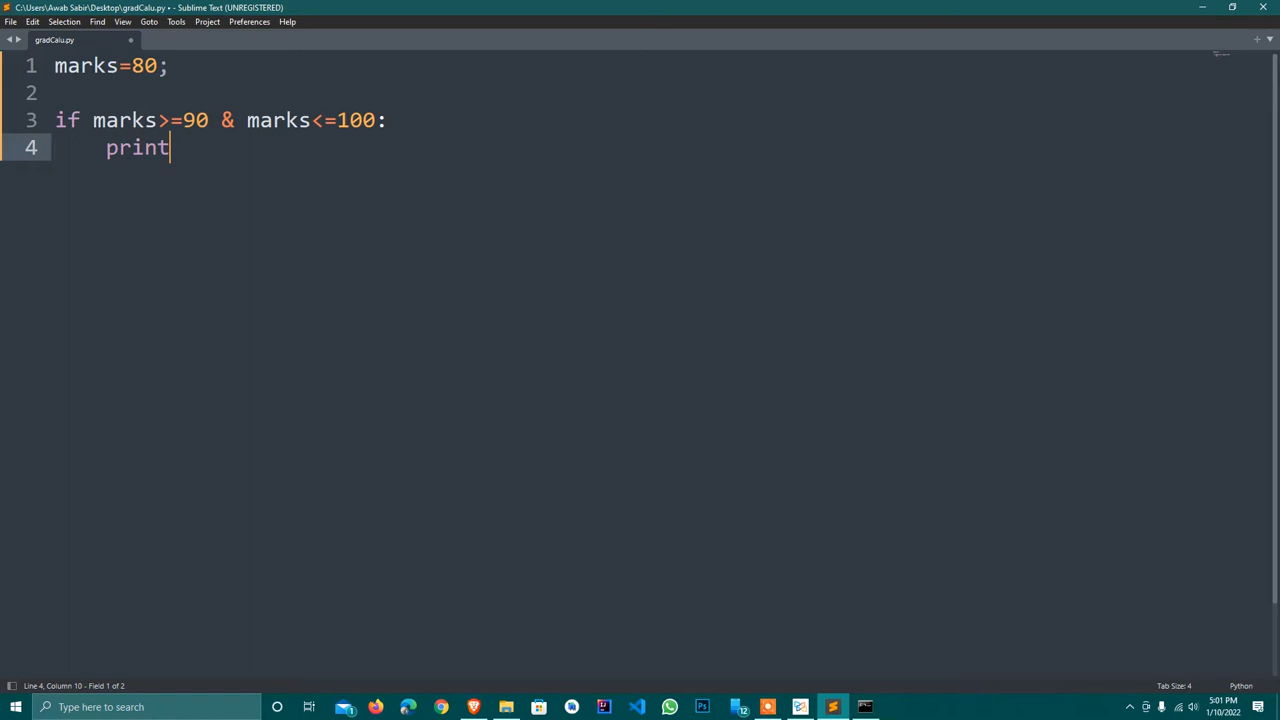 C:\Users\Awab Sabir\Desktop\gradCalu.py • - Sublime Text (UNREGISTERED)
File Edit Selection Find View Goto Tools Project Preferences Help
gradCalu.py
1 marks=80;
2
3 if marks>=90 & marks<=100:
4 print
Line 4, Column 10 - Field 1 of 2
Tab Size: 4
Python
Type here to search
1
12
5:01 PM
1/10/2022